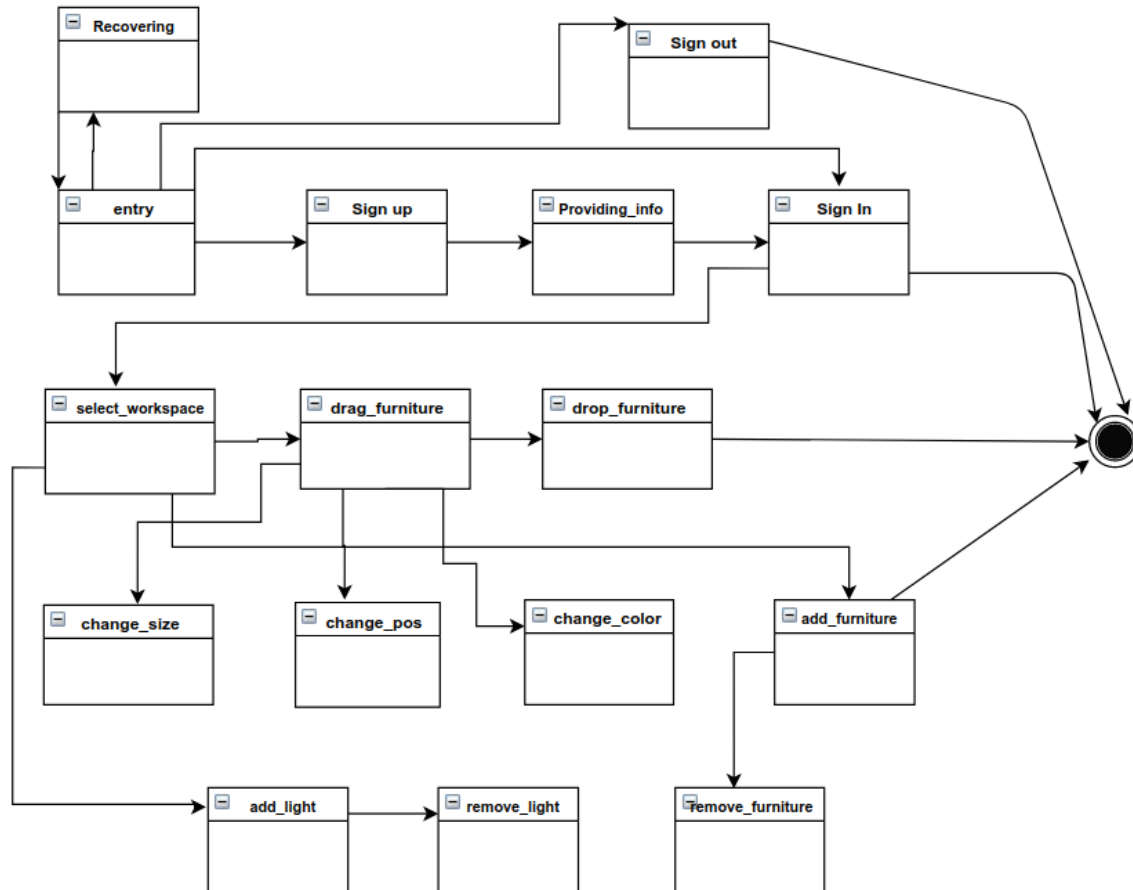 Recovering
Sign out
entry
Sign up
Providing_info
Sign In
select_workspace
drag_furniture
drop_furniture
change_size
change_pos
change_color
add_furniture
add_light
remove_light
remove_furniture